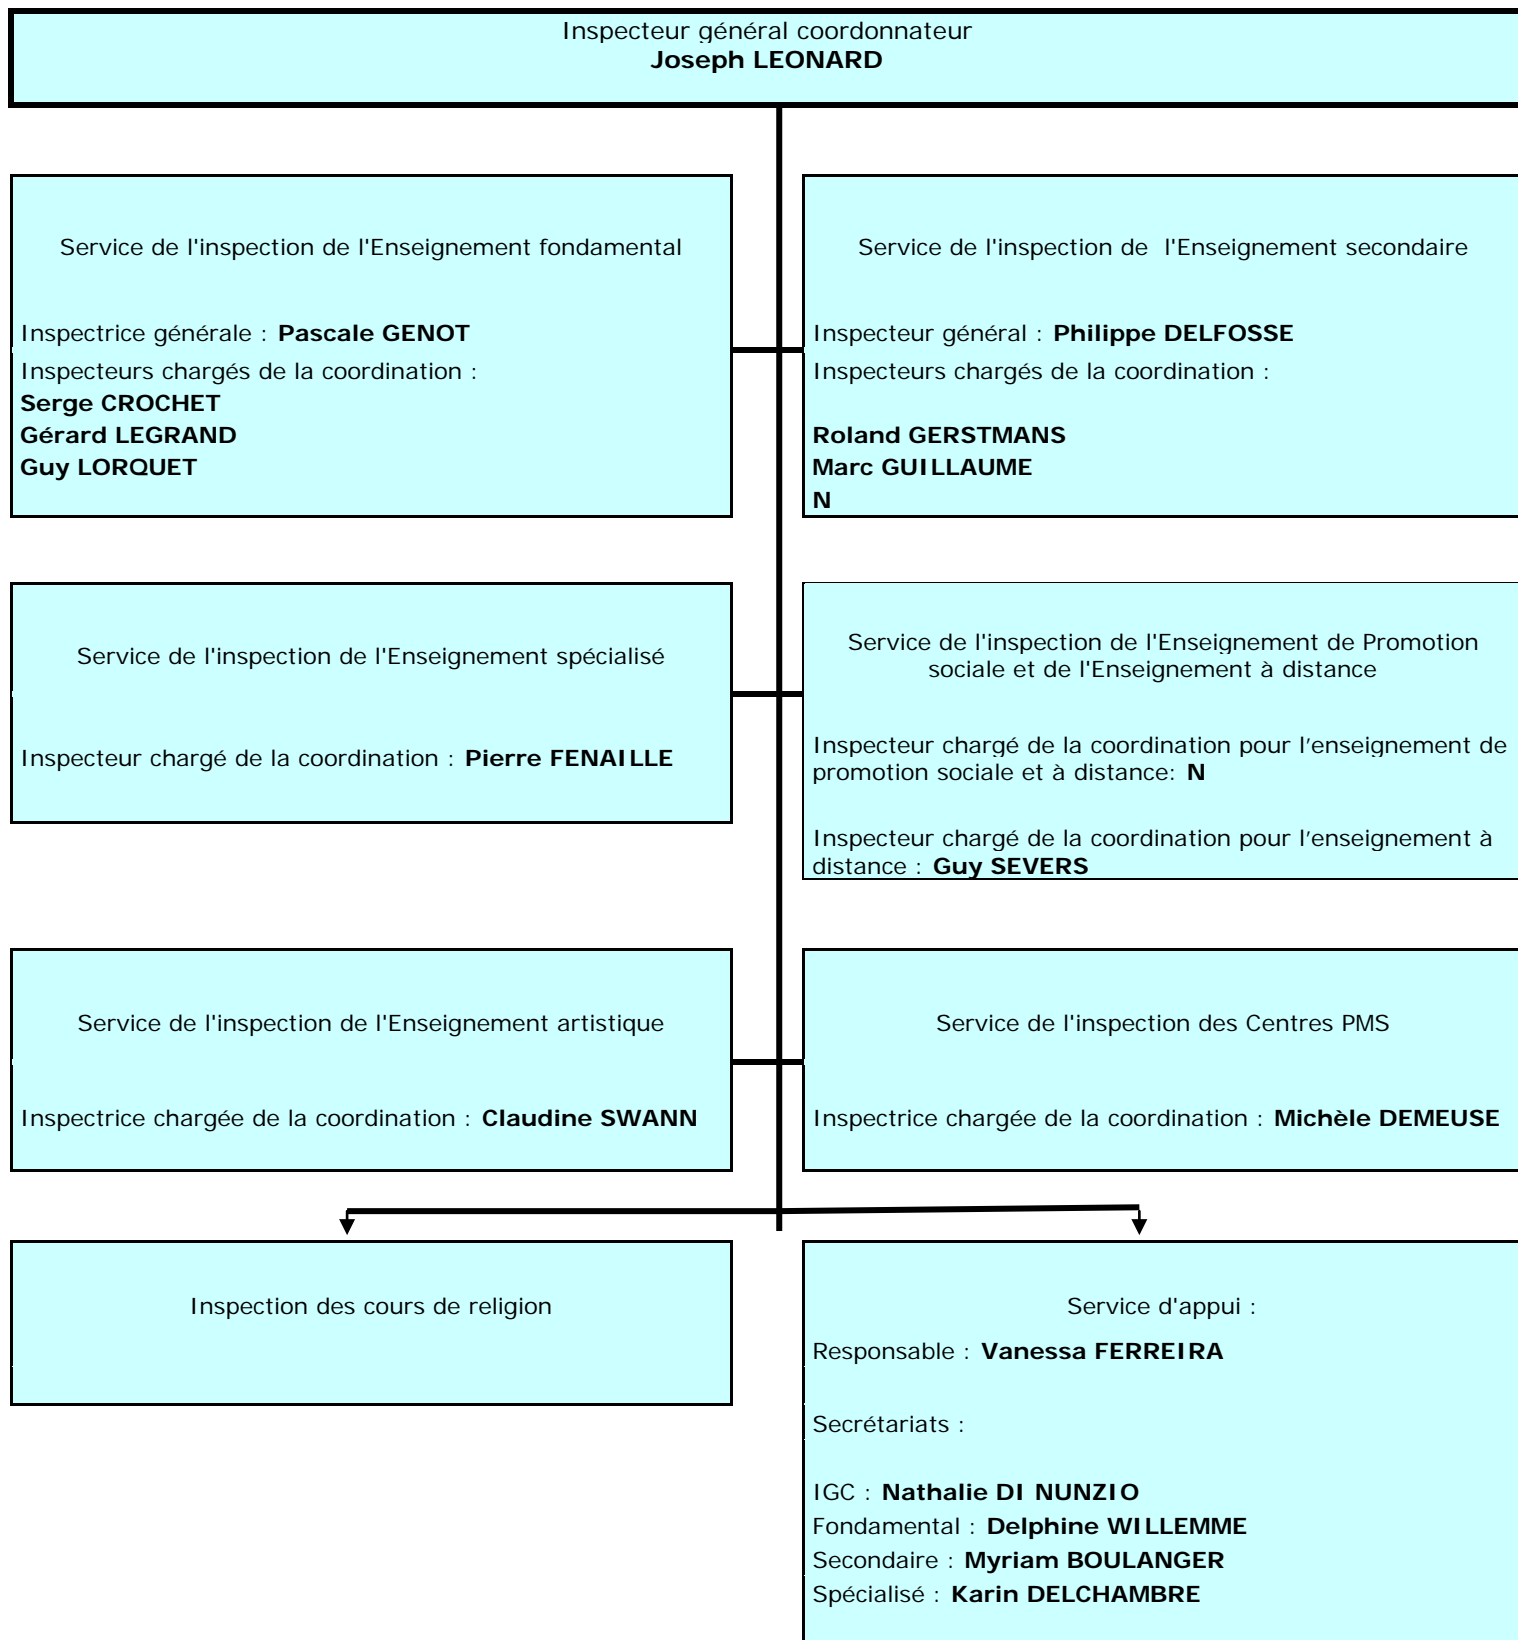 Inspecteur général coordonnateur
Joseph LEONARD
Service de l'inspection de l'Enseignement fondamental
Inspectrice générale : Pascale GENOT
Inspecteurs chargés de la coordination :
Serge CROCHET
Gérard LEGRAND
Guy LORQUET
Service de l'inspection de l'Enseignement secondaire
Inspecteur général : Philippe DELFOSSE
Inspecteurs chargés de la coordination :
Roland GERSTMANS
Marc GUILLAUME
N
Service de l'inspection de l'Enseignement spécialisé
Inspecteur chargé de la coordination : Pierre FENAILLE
Service de l'inspection de l'Enseignement de Promotion
sociale et de l'Enseignement à distance
Inspecteur chargé de la coordination pour l’enseignement de
promotion sociale et à distance: N
Inspecteur chargé de la coordination pour l’enseignement à
distance : Guy SEVERS
Service de l'inspection de l'Enseignement artistique
Inspectrice chargée de la coordination : Claudine SWANN
Service de l'inspection des Centres PMS
Inspectrice chargée de la coordination : Michèle DEMEUSE
Inspection des cours de religion
Service d'appui :
Responsable : Vanessa FERREIRA
Secrétariats :
IGC : Nathalie DI NUNZIO
Fondamental : Delphine WILLEMME
Secondaire : Myriam BOULANGER
Spécialisé : Karin DELCHAMBRE